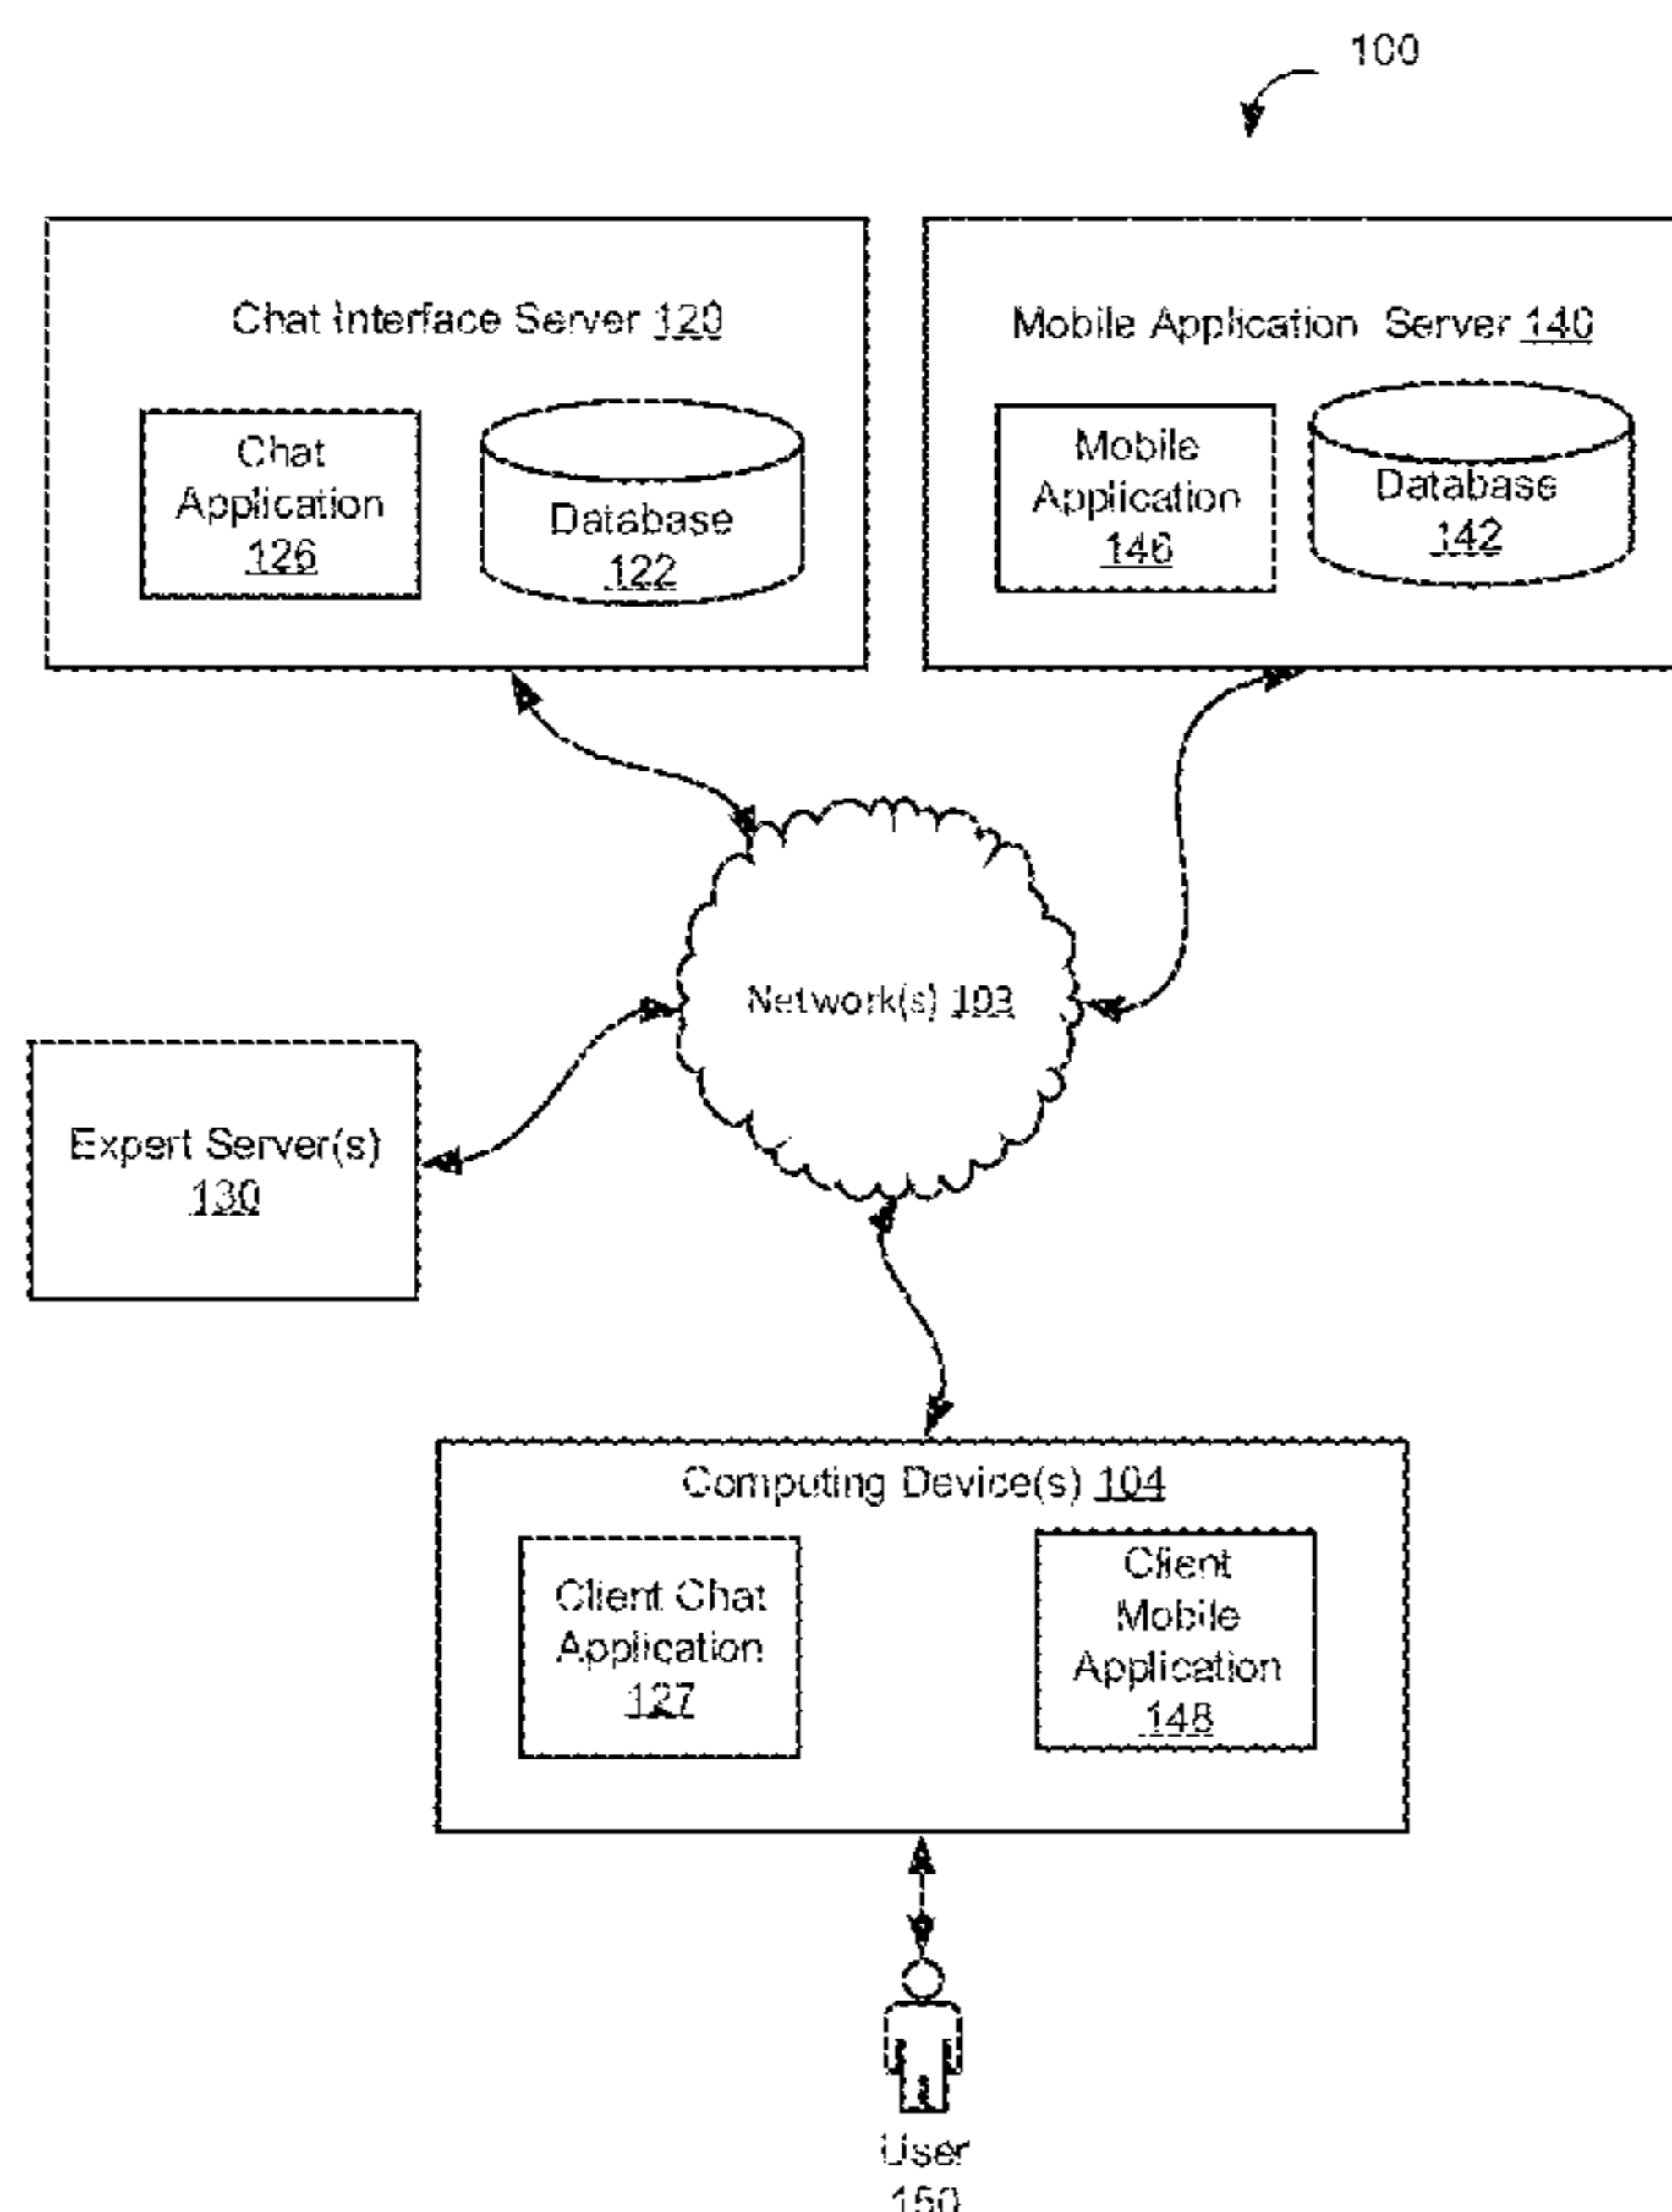 100
Chat Interface Server 120
Chat
Application
126
Database
122
Mobile Application Server 140
Mobile
Application
146
Database
142
Network(s) 103
Expert Server(s)
130
Computing Device(s) 104
Client Chat
Application
127
Client
Mobile
Application
148
User
150